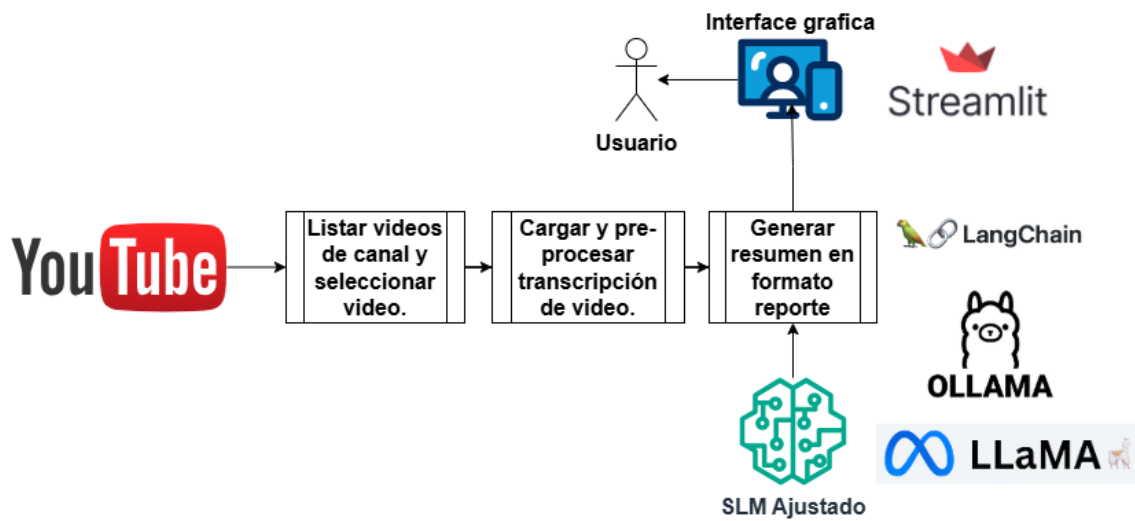 Interface grafica
Streamlit
Usuario
YouTube
Listar videos
de canal y
seleccionar
video.
Cargar y pre-
procesar
transcripción
de video.
Generar
resumen en
formato
reporte
LangChain
OLLAMA
LLaMA
SLM Ajustado